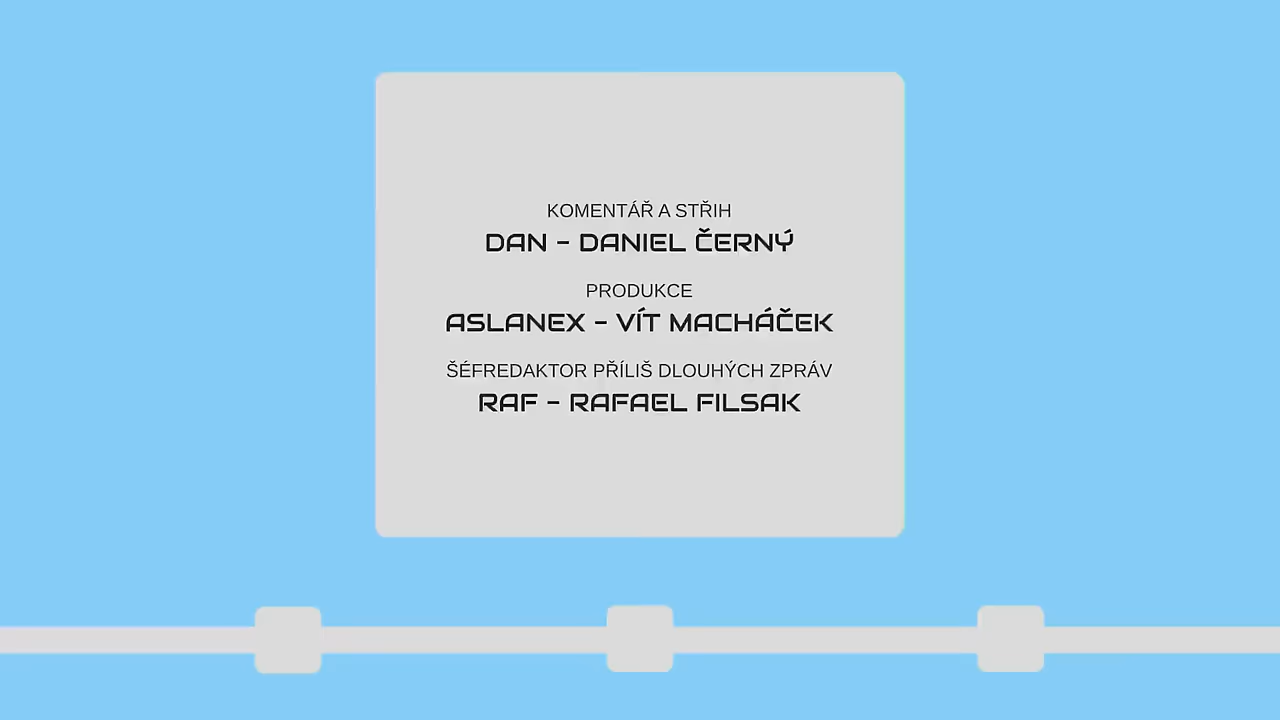 KOMENTÁŘ A STŘIH
DAN - DANIEL ČERNÝ
PRODUKCE
ASLANEX - VÍT MACHÁČEK
ŠÉFREDAKTOR PŘÍLIŠ DLOUHÝCH ZPRÁV
RAF - RAFAEL FILSAK